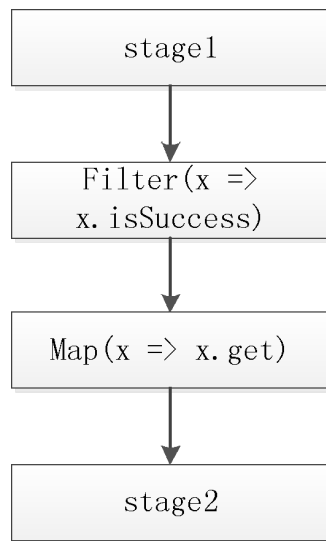 stage1
Filter(x =>
x.isSuccess)
Map(x => x.get)
stage2